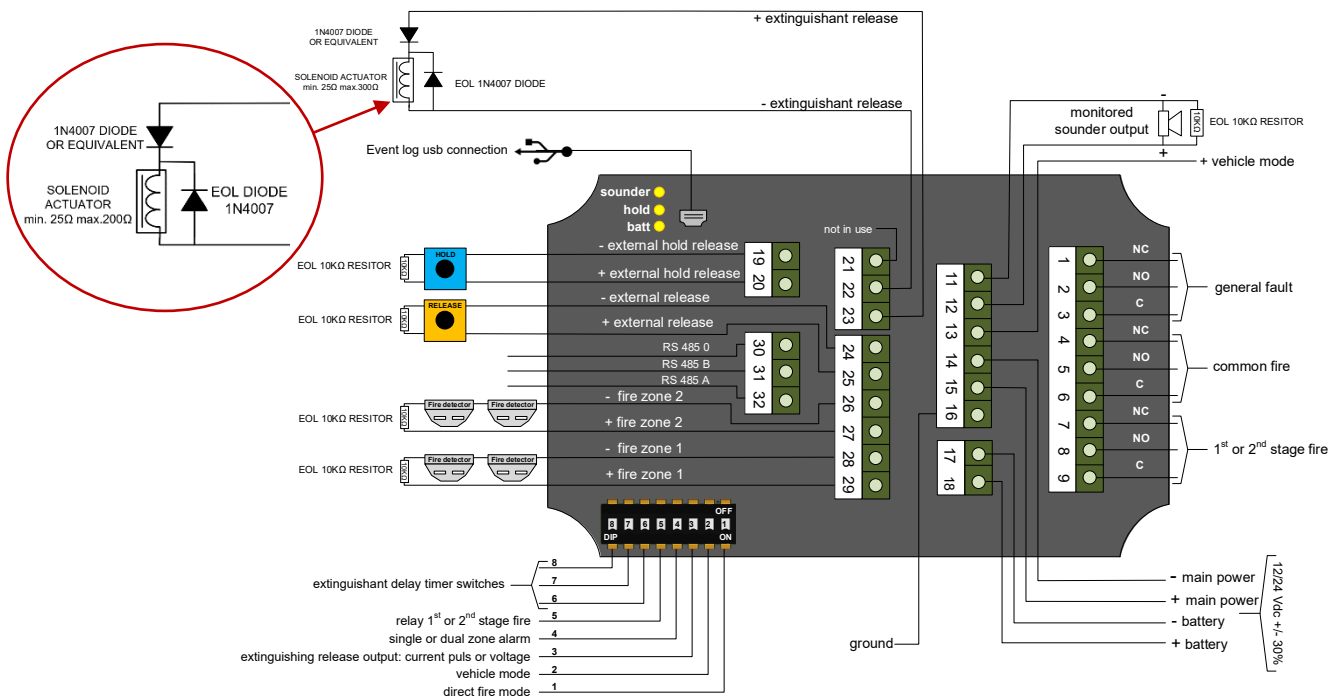 + extinguishant release
1N4007 DIODE
OR EQUIVALENT
SOLENOID ACTUATOR
min. 25Ω max.300Ω
EOL 1N4007 DIODE
- extinguishant release
1N4007 DIODE
OR EQUIVALENT
SOLENOID
ACTUATOR
min. 25Ω max.200Ω
EOL DIODE
1N4007
Event log usb connection
-
monitored
sounder output
+
10KΩ
EOL 10KΩ RESITOR
+ vehicle mode
sounder
hold
batt
not in use
EOL 10KΩ RESITOR
10KΩ
HOLD
- external hold release
+ external hold release
19
20
EOL 10KΩ RESITOR
10KΩ
RELEASE
- external release
+ external release
RS 485 0
RS 485 B
RS 485 A
30
31
32
EOL 10KΩ RESITOR
10KΩ
Fire detector
Fire detector
- fire zone 2
+ fire zone 2
EOL 10KΩ RESITOR
10KΩ
Fire detector
Fire detector
- fire zone 1
+ fire zone 1
21
22
23
24
25
26
27
28
29
11
12
13
14
15
16
17
18
1
2
3
4
5
6
7
8
9
NC
NO
C
NC
NO
C
NC
NO
C
general fault
common fire
1st or 2nd stage fire
OFF
8 7 6 5 4 3 2 1
DIP
ON
extinguishant delay timer switches
8
7
6
relay 1st or 2nd stage fire
5
single or dual zone alarm
4
extinguishing release output: current puls or voltage
3
vehicle mode
2
direct fire mode
1
ground
- main power
+ main power
- battery
+ battery
12/24 Vdc +/- 30%